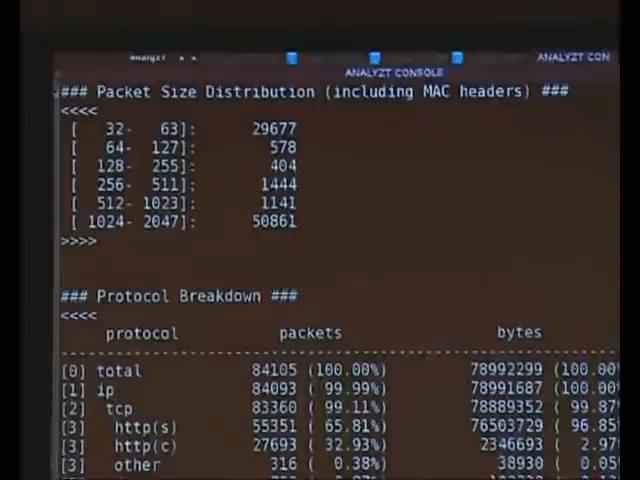 ANALYZT CON
ANALYZT CONSOLE
### Packet Size Distribution (including MAC headers) ###
<<<<
[ 32- 63]: 29677
[ 64- 127]: 578
[ 128- 255]: 404
[ 256- 511]: 1444
[ 512- 1023]: 1141
[ 1024- 2047]: 50861
>>>>
### Protocol Breakdown ###
<<<<
protocol packets bytes
[0] total 84105 (100.00%) 78992299 (100.00
[1] ip 84093 ( 99.99%) 78991687 (100.00
[2] tcp 83360 ( 99.11%) 78889352 ( 99.87
[3] http(s) 55351 ( 65.81%) 76503729 ( 96.85
[3] http(c) 27693 ( 32.93%) 2346693 ( 2.97
[3] other 316 ( 0.38%) 38930 ( 0.05